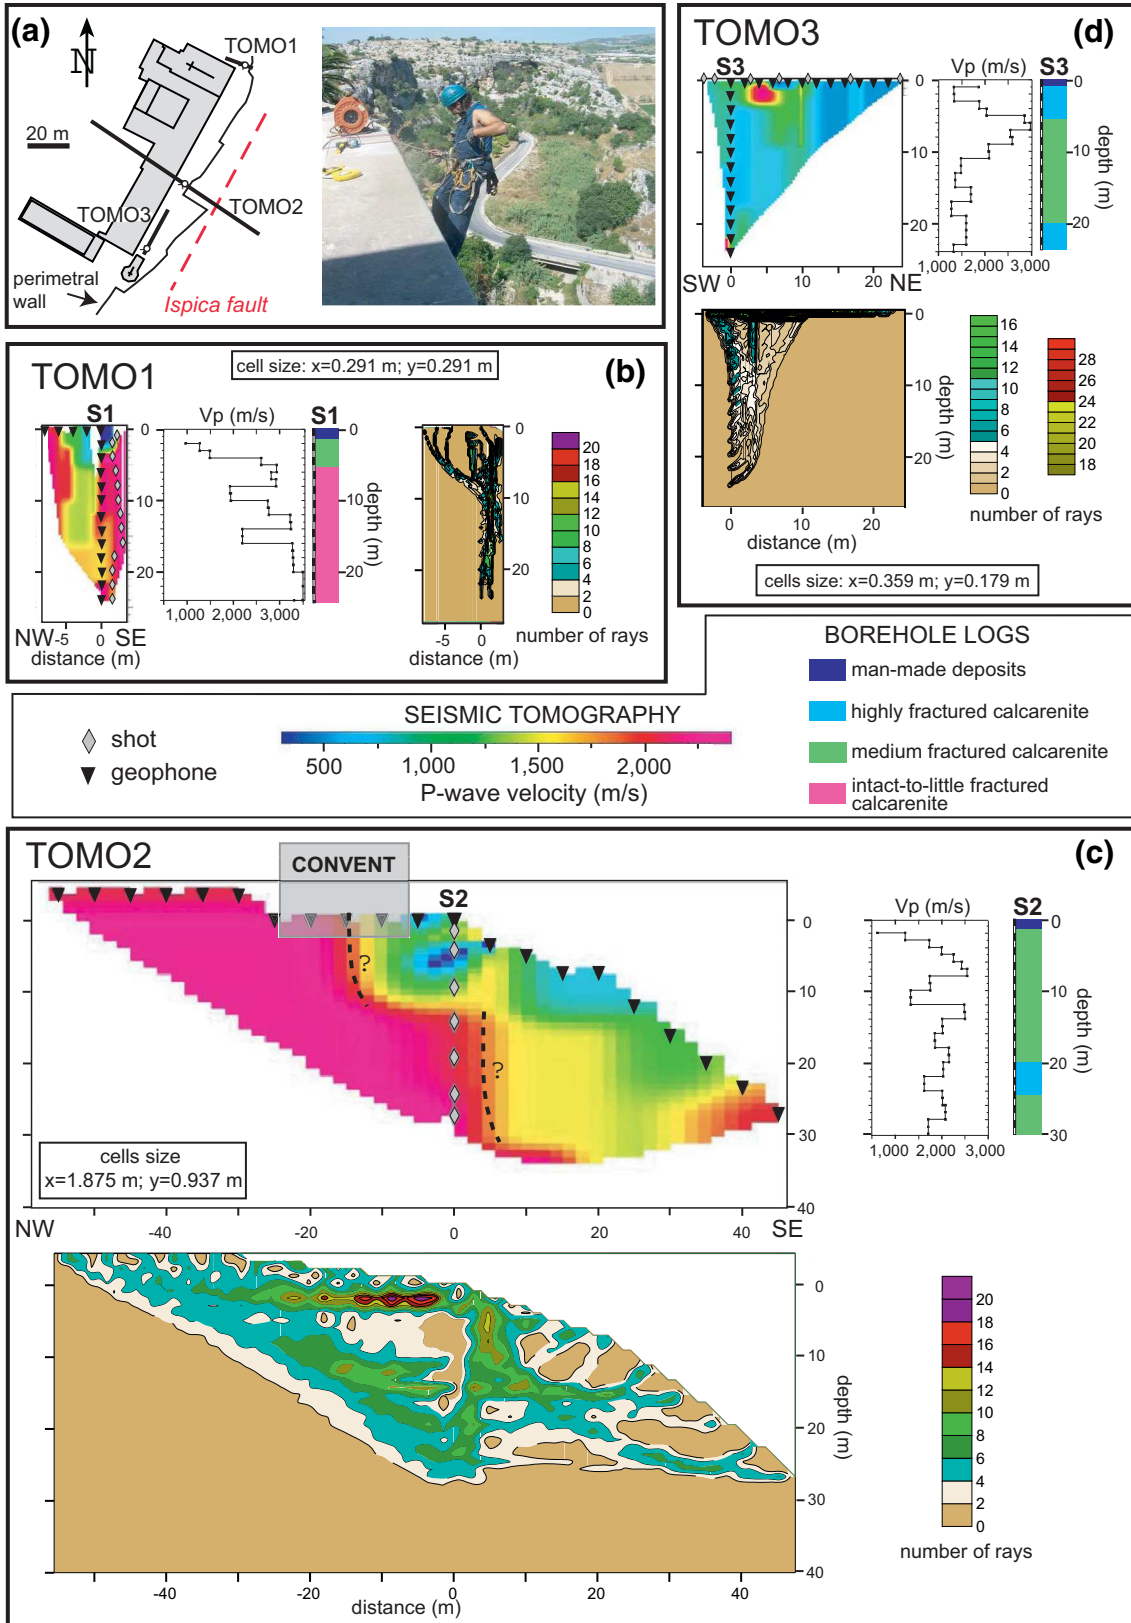 (a)
N
20 m
TOMO1
TOMO2
TOMO3
perimetral
wall
Ispica fault
TOMO1
(b)
cell size: x=0.291 m; y=0.291 m
S1
Vp (m/s)
S1
0
10
20
depth (m)
1,000 2,000 3,000
NW -5 0 SE
distance (m)
0
10
20
-5 0
20
18
16
14
12
10
8
6
4
2
0
number of rays
TOMO3
(d)
S3
Vp (m/s)
S3
0
10
20
depth (m)
0 10 20
SW NE
1,000 2,000 3,000
0
10
20
depth (m)
0 10 20
distance (m)
16
14
12
10
8
6
4
2
0
28
26
24
22
20
18
number of rays
cells size: x=0.359 m; y=0.179 m
shot
geophone
SEISMIC TOMOGRAPHY
500 1,000 1,500 2,000
P-wave velocity (m/s)
BOREHOLE LOGS
man-made deposits
highly fractured calcarenite
medium fractured calcarenite
intact-to-little fractured
calcarenite
TOMO2
(c)
CONVENT
S2
?
?
0
10
20
30
40
cells size
x=1.875 m; y=0.937 m
NW -40 -20 0 20 40 SE
Vp (m/s)
S2
0
10
20
30
depth (m)
1,000 2,000 3,000
0
10
20
30
40
depth (m)
-40 -20 0 20 40
distance (m)
20
18
16
14
12
10
8
6
4
2
0
number of rays